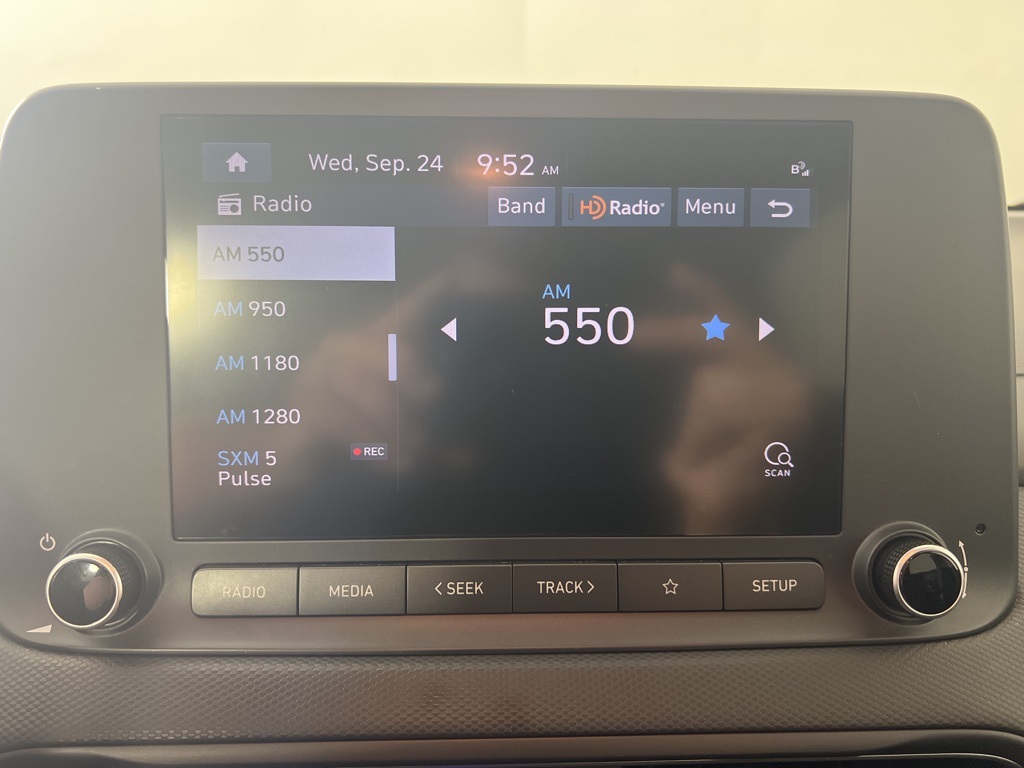 Wed, Sep. 24 9:52 AM
B
Radio Band HD Radio Menu
AM 550
AM 950
AM 1180
AM 1280
SXM 5
Pulse
REC
AM
550
SCAN
RADIO MEDIA <SEEK TRACK> SETUP